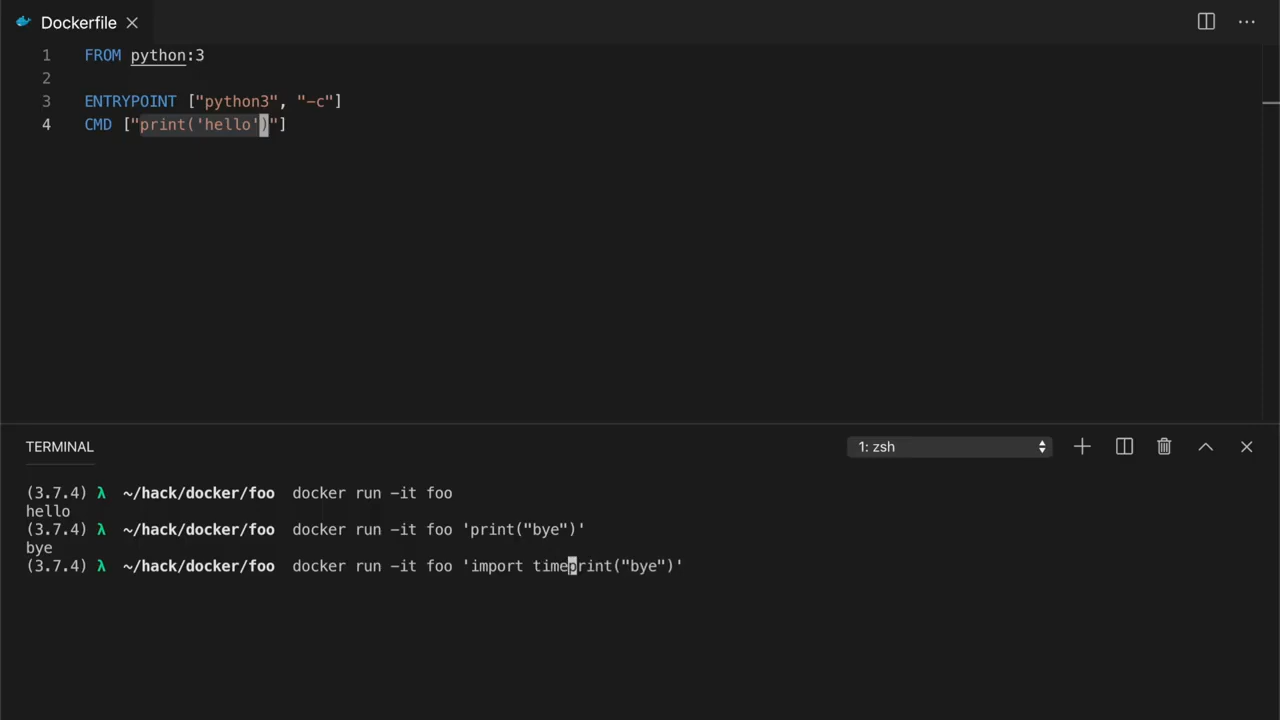 Dockerfile
1 FROM python:3
2
3 ENTRYPOINT ["python3", "-c"]
4 CMD ["print('hello')"]
TERMINAL
1: zsh
(3.7.4) λ ~/hack/docker/foo docker run -it foo
hello
(3.7.4) λ ~/hack/docker/foo docker run -it foo 'print("bye")'
bye
(3.7.4) λ ~/hack/docker/foo docker run -it foo 'import timeprint("bye")'